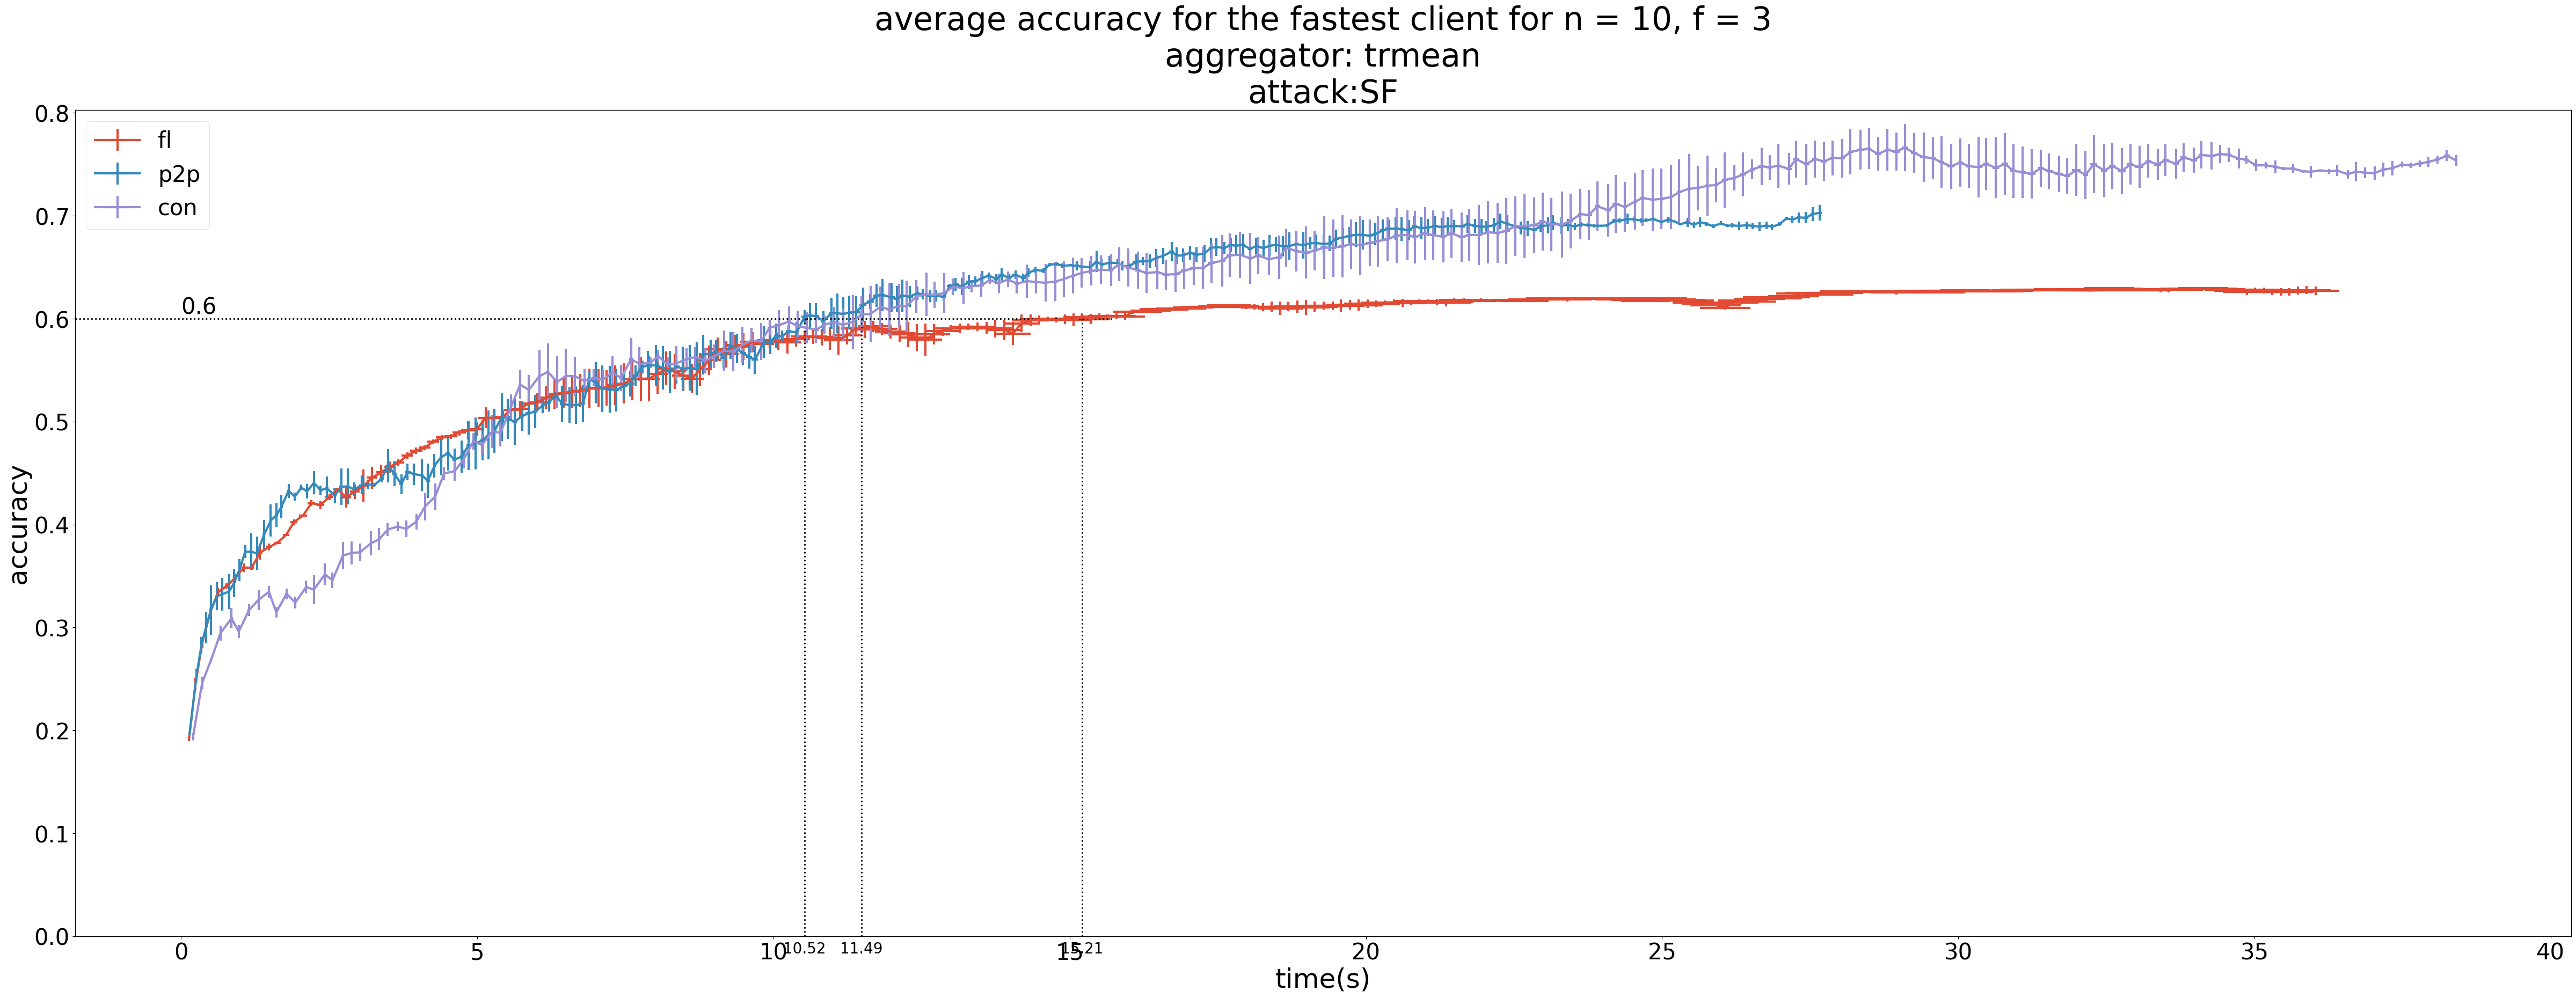 average accuracy for the fastest client for n = 10, f = 3
aggregator: trmean
attack:SF
fl
p2p
con
0.8
0.7
0.6
0.5
0.4
0.3
0.2
0.1
0.0
0.6
accuracy
0 5 10 15 20 25 30 35 40
10.52 11.49 15.21
time(s)